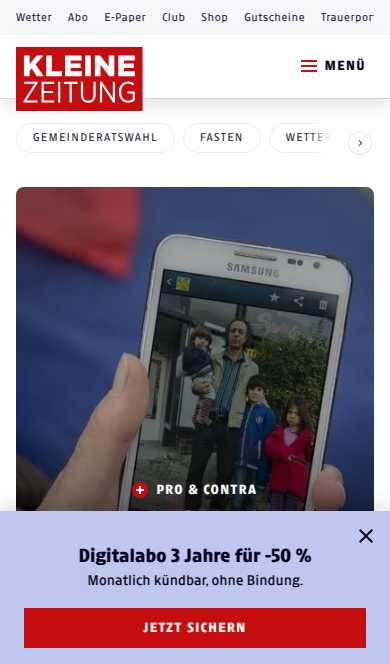 Wetter Abo E-Paper Club Shop Gutscheine Trauerpor
KLEINE
ZEITUNG
MENÜ
GEMEINDERATSWAHL FASTEN WETTER
SAMSUNG
PRO & CONTRA
Digitalabo 3 Jahre für -50 %
Monatlich kündbar, ohne Bindung.
JETZT SICHERN